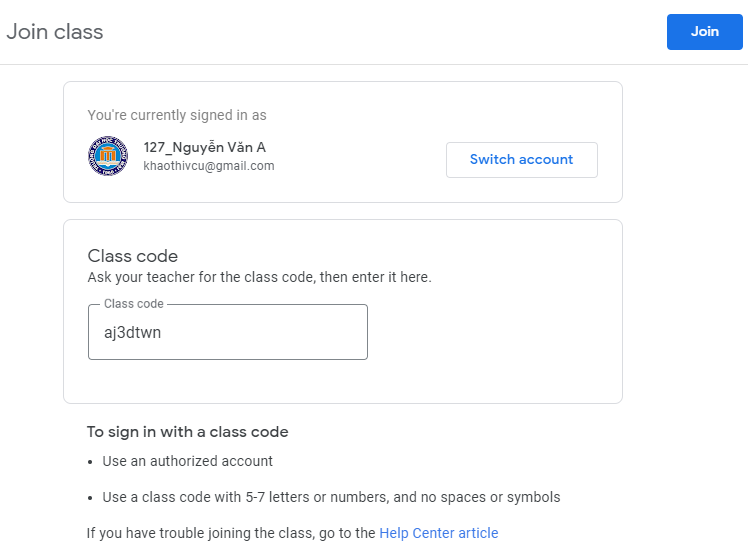 Join class
Join
You're currently signed in as
127_Nguyễn Văn A
khaothivcu@gmail.com
Switch account
Class code
Ask your teacher for the class code, then enter it here.
Class code
aj3dtwn
To sign in with a class code
• Use an authorized account
• Use a class code with 5-7 letters or numbers, and no spaces or symbols
If you have trouble joining the class, go to the Help Center article